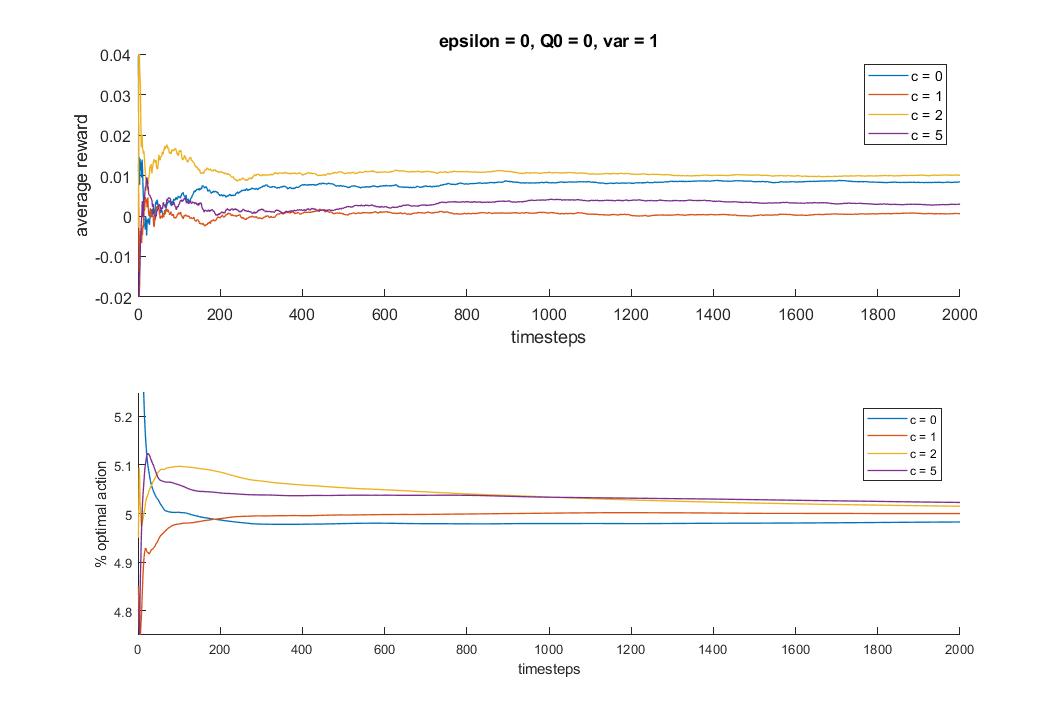 epsilon = 0, Q0 = 0, var = 1
0.04
0.03
0.02
0.01
0
-0.01
-0.02
average reward
c = 0
c = 1
c = 2
c = 5
0 200 400 600 800 1000 1200 1400 1600 1800 2000
timesteps
5.2
5.1
5
4.9
4.8
% optimal action
c = 0
c = 1
c = 2
c = 5
0 200 400 600 800 1000 1200 1400 1600 1800 2000
timesteps